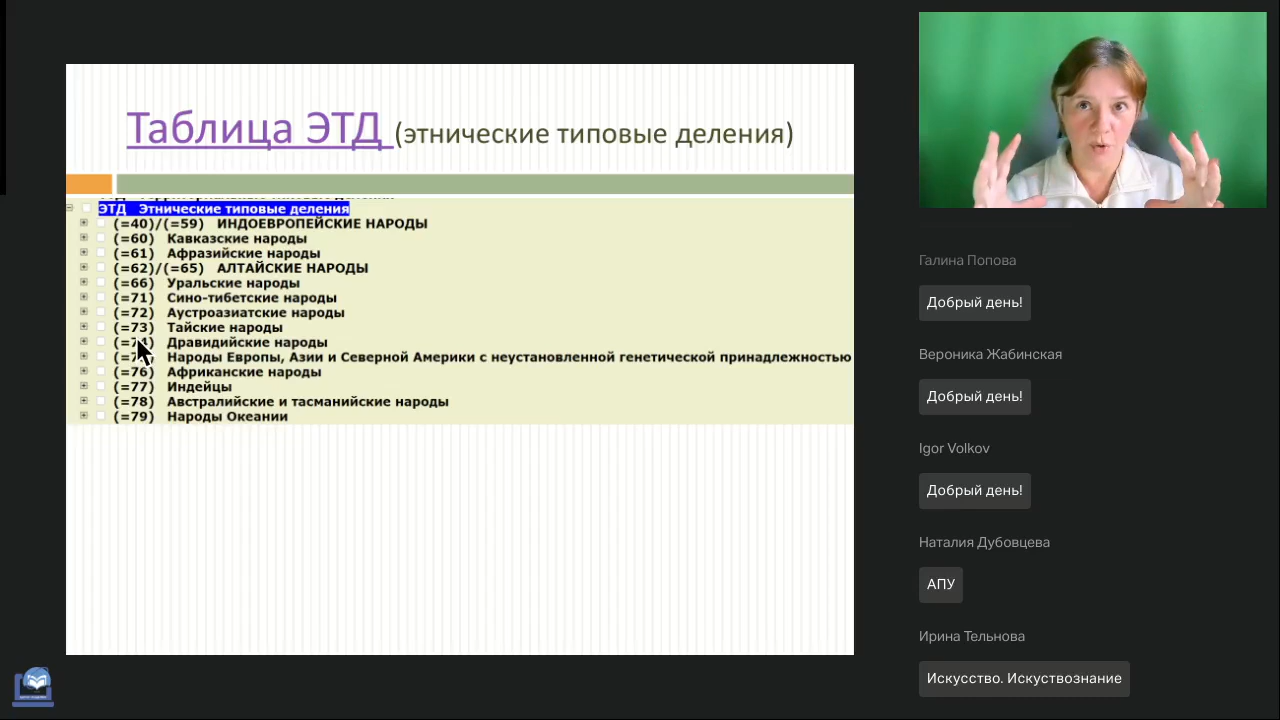 Таблица ЭТД (этнические типовые деления)
ЭТД Этнические типовые деления
(=40)/(=59) ИНДОЕВРОПЕЙСКИЕ НАРОДЫ
(=60) Кавказские народы
(=61) Афразийские народы
(=62)/(=65) АЛТАЙСКИЕ НАРОДЫ
(=66) Уральские народы
(=71) Сино-тибетские народы
(=72) Аустроазиатские народы
(=73) Тайские народы
Дравидийские народы
Народы Европы, Азии и Северной Америки с неустановленной генетической принадлежностью
(=76) Африканские народы
(=77) Индейцы
(=78) Австралийские и тасманийские народы
(=79) Народы Океании
Галина Попова
Добрый день!
Вероника Жабинская
Добрый день!
Igor Volkov
Добрый день!
Наталия Дубовцева
АПУ
Ирина Тельнова
Искусство. Искуствознание